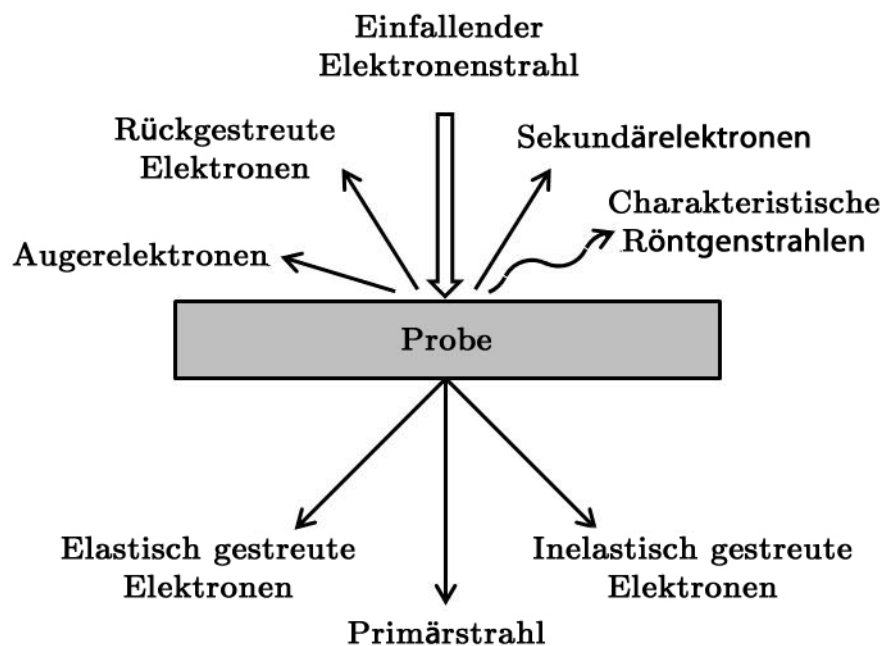 Einfallender
Elektronenstrahl
Rückgestreute
Elektronen
Sekundärelektronen
Charakteristische
Röntgenstrahlen
Augerelektronen
Probe
Elastisch gestreute
Elektronen
Inelastisch gestreute
Elektronen
Primärstrahl